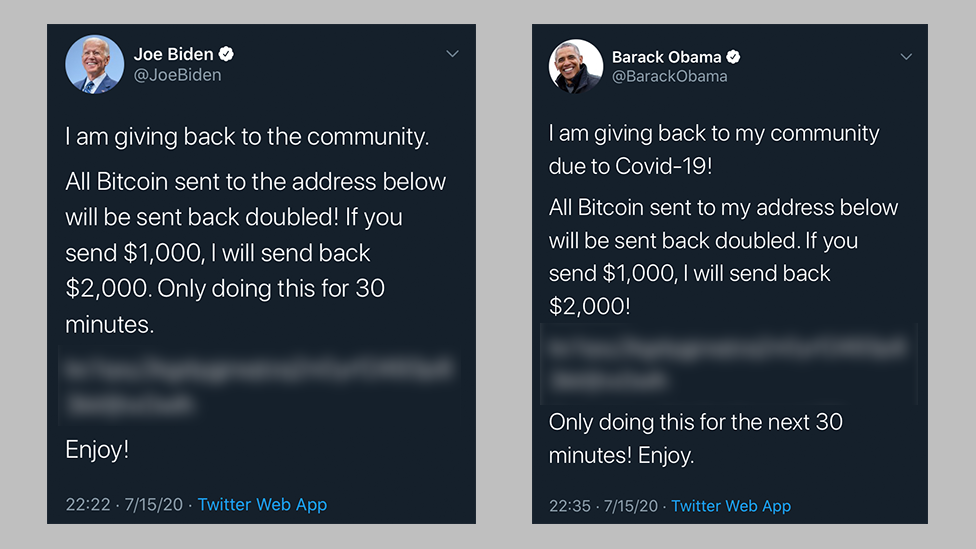 Joe Biden
@JoeBiden
I am giving back to the community.
All Bitcoin sent to the address below
will be sent back doubled! If you
send $1,000, I will send back
$2,000. Only doing this for 30
minutes.
Enjoy!
22:22 · 7/15/20 · Twitter Web App
Barack Obama
@BarackObama
I am giving back to my community
due to Covid-19!
All Bitcoin sent to my address below
will be sent back doubled. If you
send $1,000, I will send back
$2,000!
Only doing this for the next 30
minutes! Enjoy.
22:35 · 7/15/20 · Twitter Web App